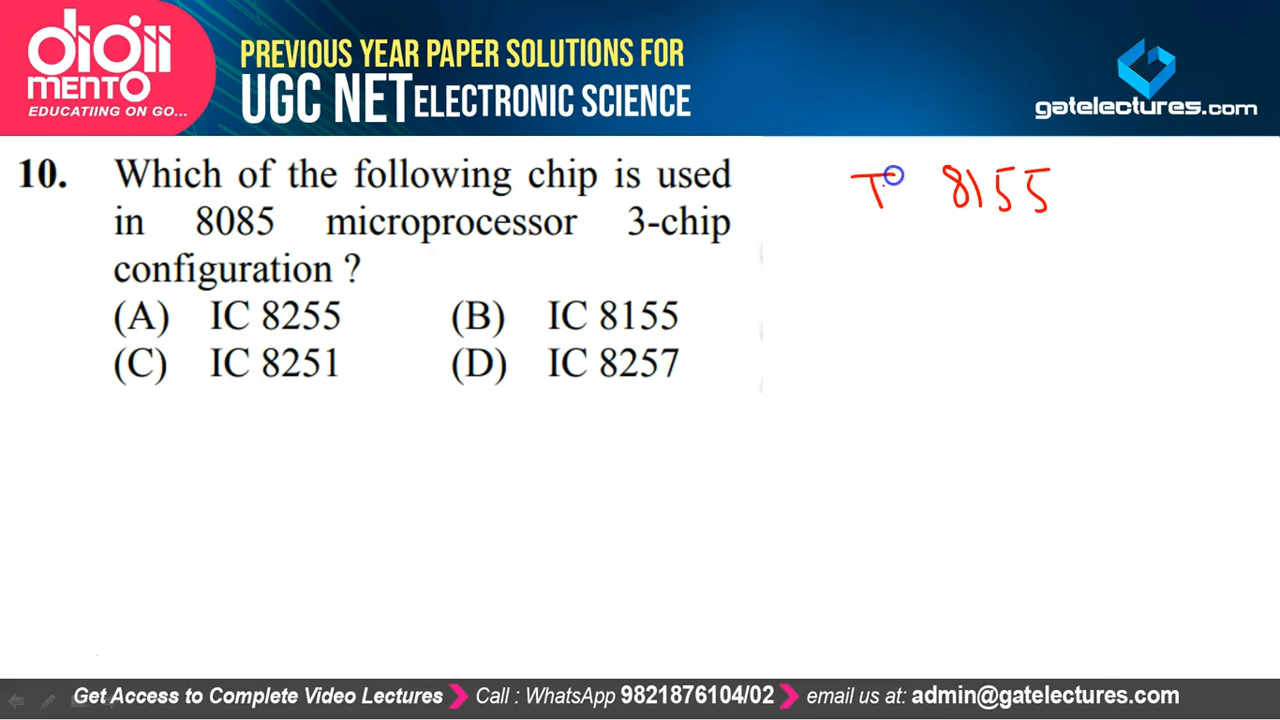 dioii
MENTO
EDUCATIING ON GO...
PREVIOUS YEAR PAPER SOLUTIONS FOR
UGC NET ELECTRONIC SCIENCE
gatelectures.com
10. Which of the following chip is used
in 8085 microprocessor 3-chip
configuration ?
(A) IC 8255 (B) IC 8155
(C) IC 8251 (D) IC 8257
T 8155
Get Access to Complete Video Lectures Call : WhatsApp 9821876104/02 email us at: admin@gatelectures.com